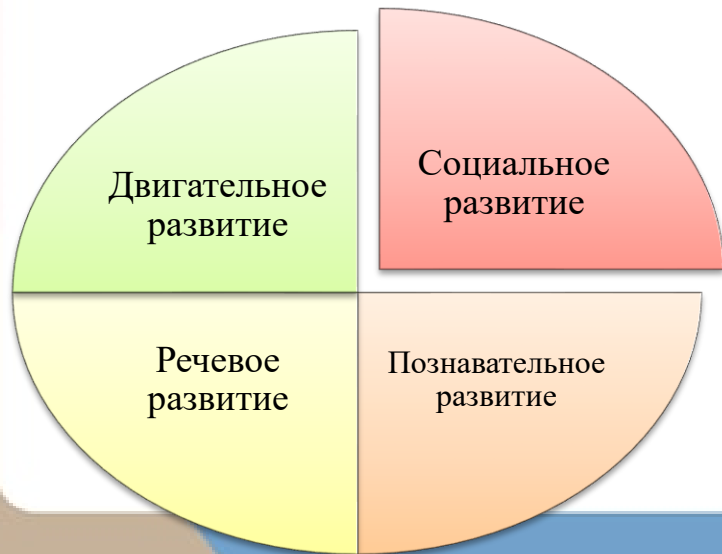 Двигательное
развитие
Социальное
развитие
Речевое
развитие
Познавательное
развитие